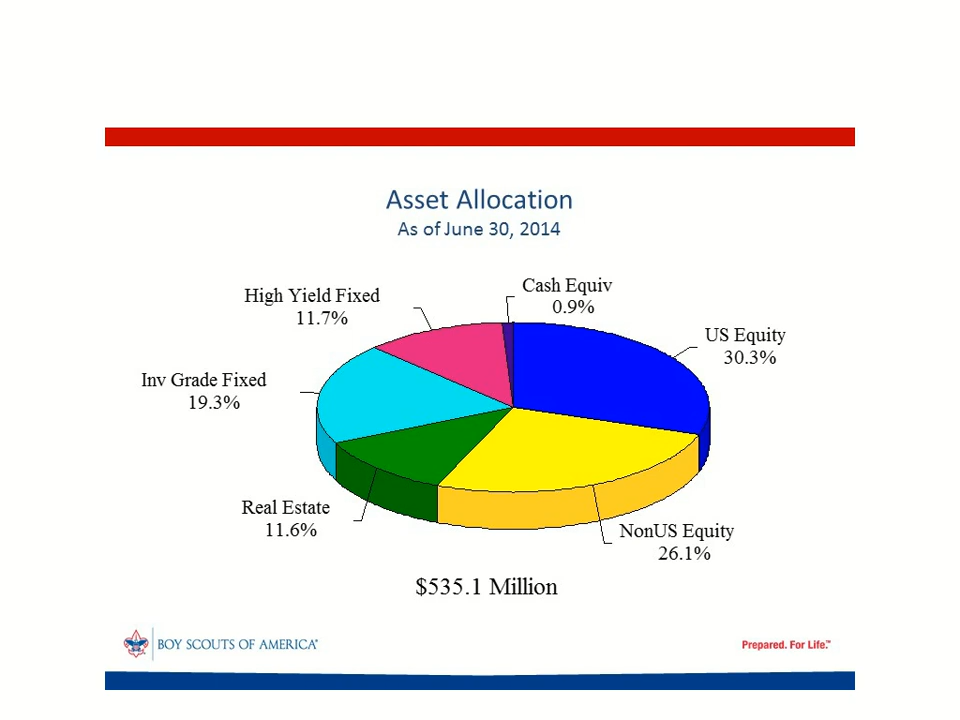 Asset Allocation
As of June 30, 2014
Cash Equiv
0.9%
High Yield Fixed
11.7%
US Equity
30.3%
Inv Grade Fixed
19.3%
Real Estate
11.6%
NonUS Equity
26.1%
$535.1 Million
BOY SCOUTS OF AMERICA®
Prepared. For Life.™